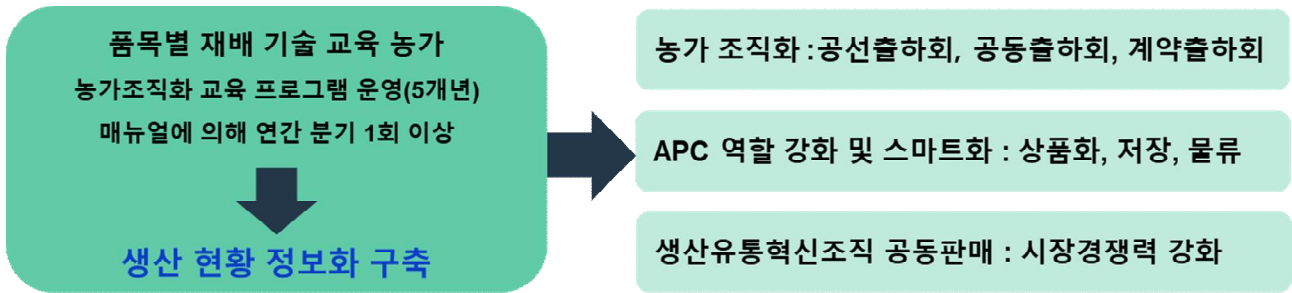 품목별 재배 기술 교육 농가
농가조직화 교육 프로그램 운영(5개년)
매뉴얼에 의해 연간 분기 1회 이상
생산 현황 정보화 구축
농가 조직화 :공선출하회, 공동출하회, 계약출하회
APC 역할 강화 및 스마트화 : 상품화, 저장, 물류
생산유통혁신조직 공동판매 : 시장경쟁력 강화